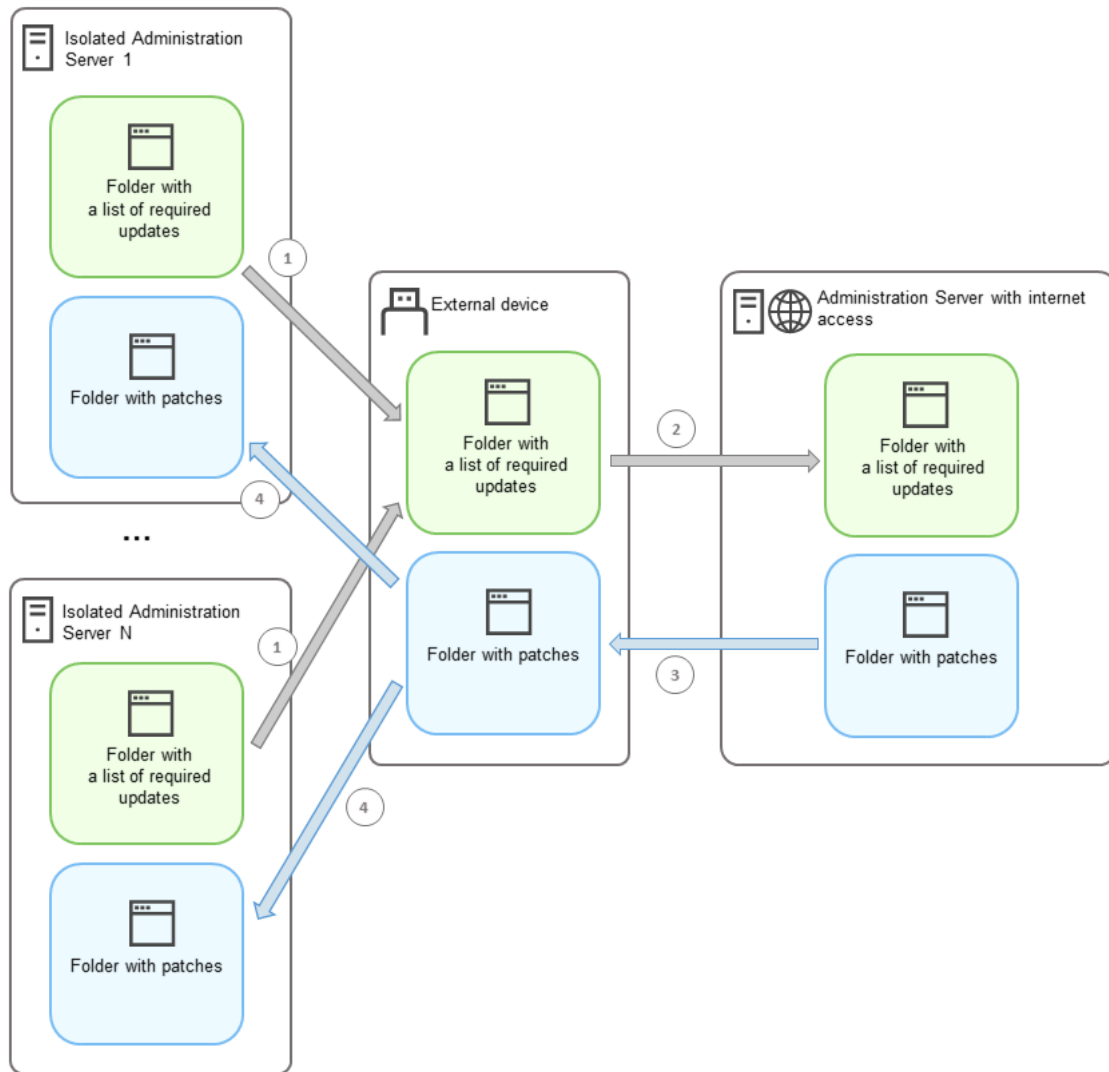 Isolated Administration
Server 1
Folder with
a list of required
updates
Folder with patches
1
4
...
Isolated Administration
Server N
Folder with
a list of required
updates
Folder with patches
1
4
External device
Folder with
a list of required
updates
Folder with patches
2
3
Administration Server with internet
access
Folder with
a list of required
updates
Folder with patches